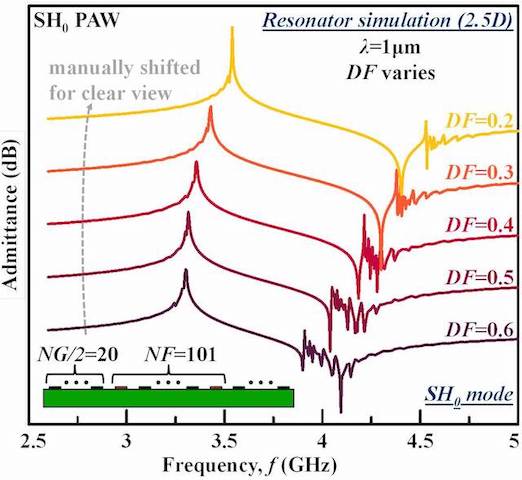 SH₀ PAW
Resonator simulation (2.5D)
λ=1μm
DF varies
manually shifted
for clear view
DF=0.2
DF=0.3
DF=0.4
DF=0.5
DF=0.6
NG/2=20
NF=101
SH₀ mode
Admittance (dB)
2.5
3
3.5
4
4.5
5
Frequency, f (GHz)